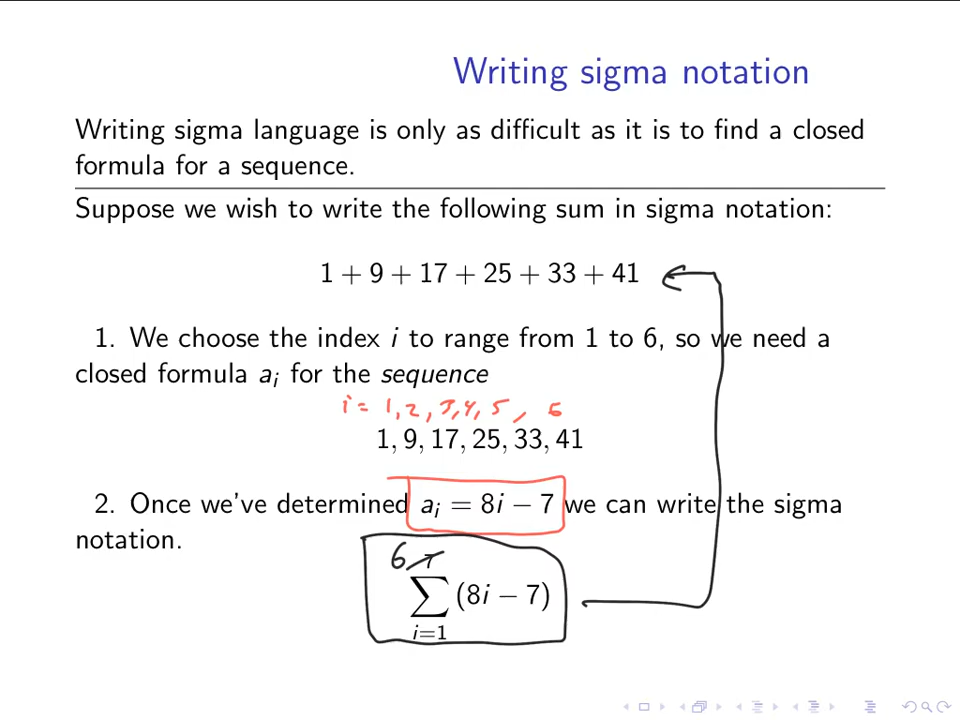 Writing sigma notation
Writing sigma language is only as difficult as it is to find a closed
formula for a sequence.
Suppose we wish to write the following sum in sigma notation:
1 + 9 + 17 + 25 + 33 + 41
1. We choose the index i to range from 1 to 6, so we need a
closed formula aᵢ for the sequence
i = 1, 2, 3, 4, 5, 6
1, 9, 17, 25, 33, 41
2. Once we've determined aᵢ = 8i − 7 we can write the sigma
notation.
6 7
∑ (8i − 7)
i=1